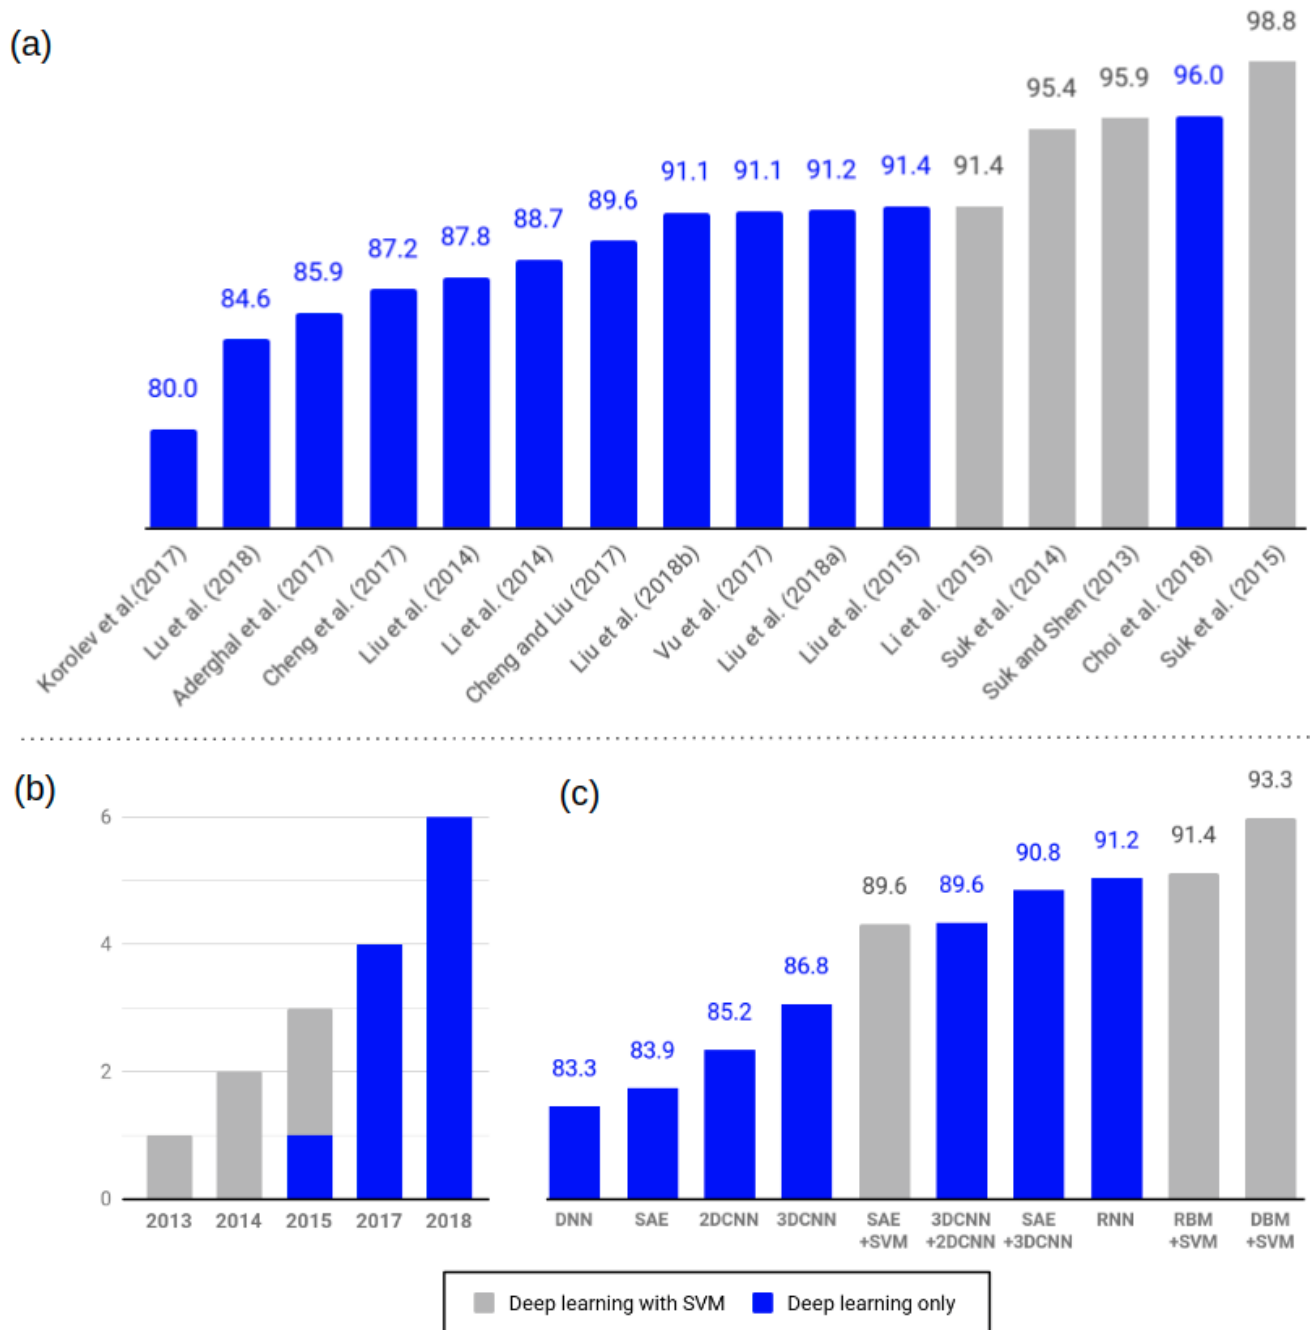 (a)
98.8
96.0
95.9
95.4
91.4
91.4
91.2
91.1
91.1
89.6
88.7
87.8
87.2
85.9
84.6
80.0
Korolev et al.(2017)
Lu et al. (2018)
Aderghal et al. (2017)
Cheng et al. (2017)
Liu et al. (2014)
Li et al. (2014)
Cheng and Liu (2017)
Liu et al. (2018b)
Vu et al. (2017)
Liu et al. (2018a)
Liu et al. (2015)
Li et al. (2015)
Suk et al. (2014)
Suk and Shen (2013)
Choi et al. (2018)
Suk et al. (2015)
(b)
6
4
2
0
2013 2014 2015 2017 2018
(c)
93.3
91.4
91.2
90.8
89.6
89.6
86.8
85.2
83.9
83.3
DNN SAE 2DCNN 3DCNN SAE 3DCNN SAE RNN RBM DBM
+SVM +2DCNN +3DCNN +SVM +SVM
Deep learning with SVM Deep learning only